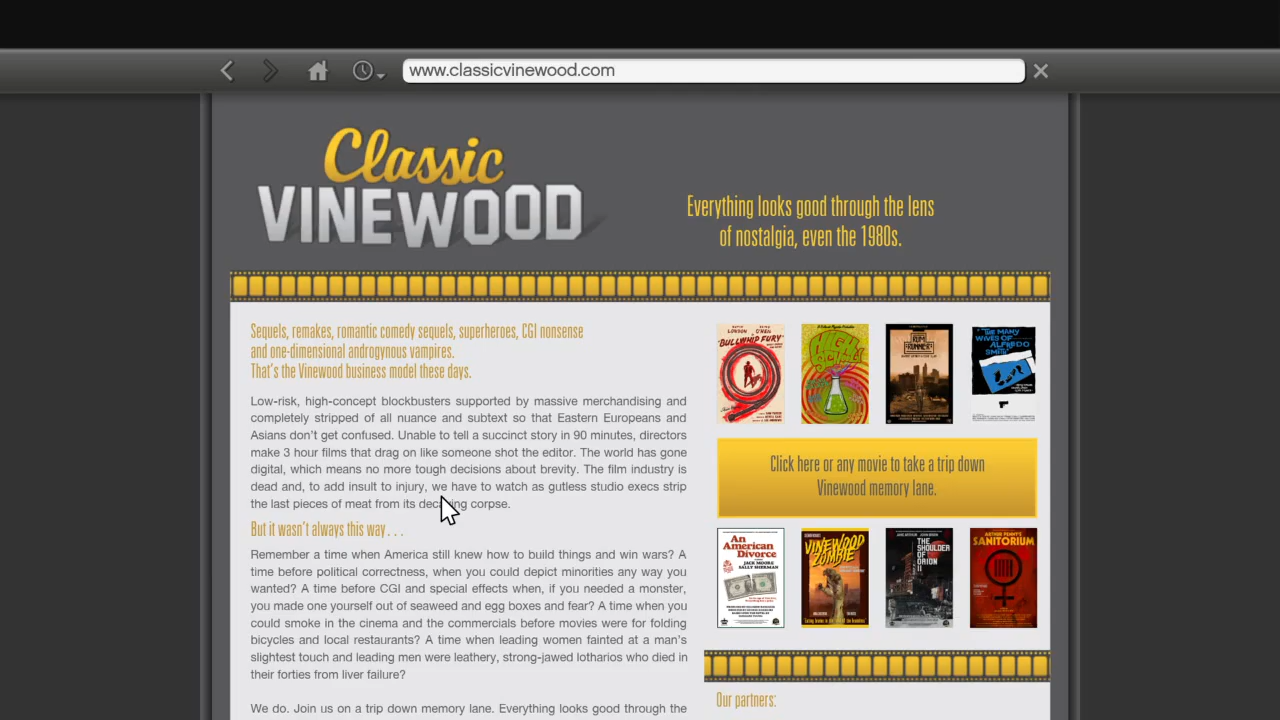 www.classicvinewood.com
Classic
VINEWOOD
Everything looks good through the lens
of nostalgia, even the 1980s.
Sequels, remakes, romantic comedy sequels, superheroes, CGI nonsense
and one-dimensional androgynous vampires.
That's the Vinewood business model these days.
Low-risk, high-concept blockbusters supported by massive merchandising and
completely stripped of all nuance and subtext so that Eastern Europeans and
Asians don't get confused. Unable to tell a succinct story in 90 minutes, directors
make 3 hour films that drag on like someone shot the editor. The world has gone
digital, which means no more tough decisions about brevity. The film industry is
dead and, to add insult to injury, we have to watch as gutless studio execs strip
the last pieces of meat from its decaying corpse.
But it wasn't always this way . . .
Remember a time when America still knew how to build things and win wars? A
time before political correctness, when you could depict minorities any way you
wanted? A time before CGI and special effects when, if you needed a monster,
you made one yourself out of seaweed and egg boxes and fear? A time when you
could smoke in the cinema and the commercials before movies were for folding
bicycles and local restaurants? A time when leading women fainted at a man's
slightest touch and leading men were leathery, strong-jawed lotharios who died in
their forties from liver failure?
We do. Join us on a trip down memory lane. Everything looks good through the
BULLWHIP FURY
RUM
RUNNER
THE MANY
WIVES OF
ALFREDO
SMITH
Click here or any movie to take a trip down
Vinewood memory lane.
An
American
Divorce
JACK MOORE
SALLY SHERMAN
VINEWOOD
ZOMBIE
THE
SHOULDER
OF
ORION
II
ARTHUR PENNY'S
SANITORIUM
Our partners: